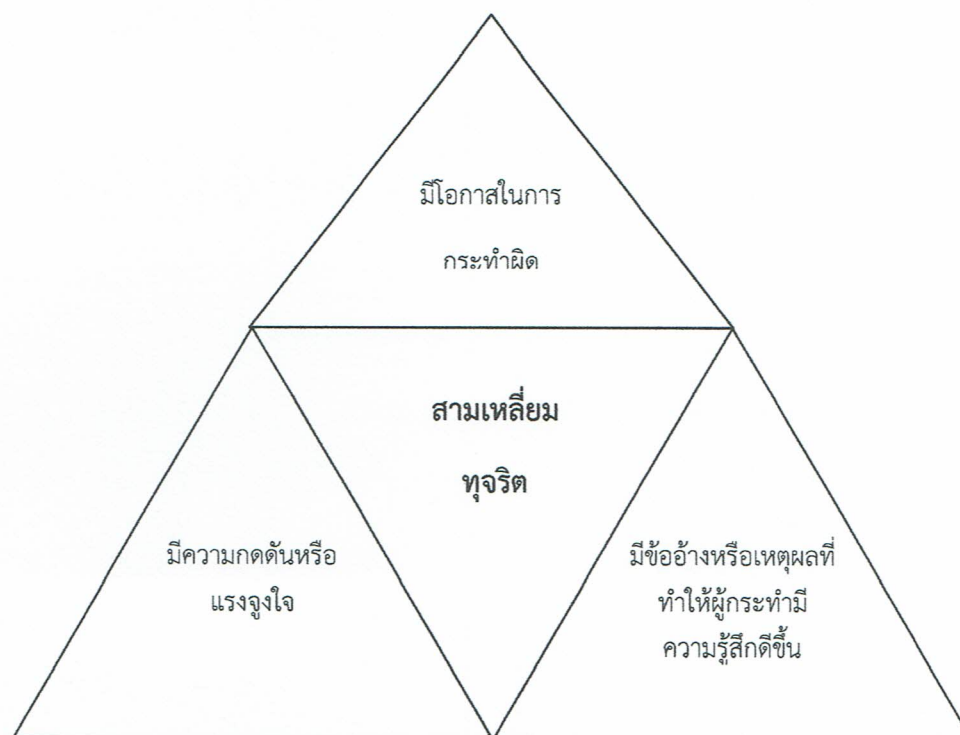 มีโอกาสในการ
กระทำผิด
สามเหลี่ยม
ทุจริต
มีความกดดันหรือ
แรงจูงใจ
มีข้ออ้างหรือเหตุผลที่
ทำให้ผู้กระทำมี
ความรู้สึกดีขึ้น